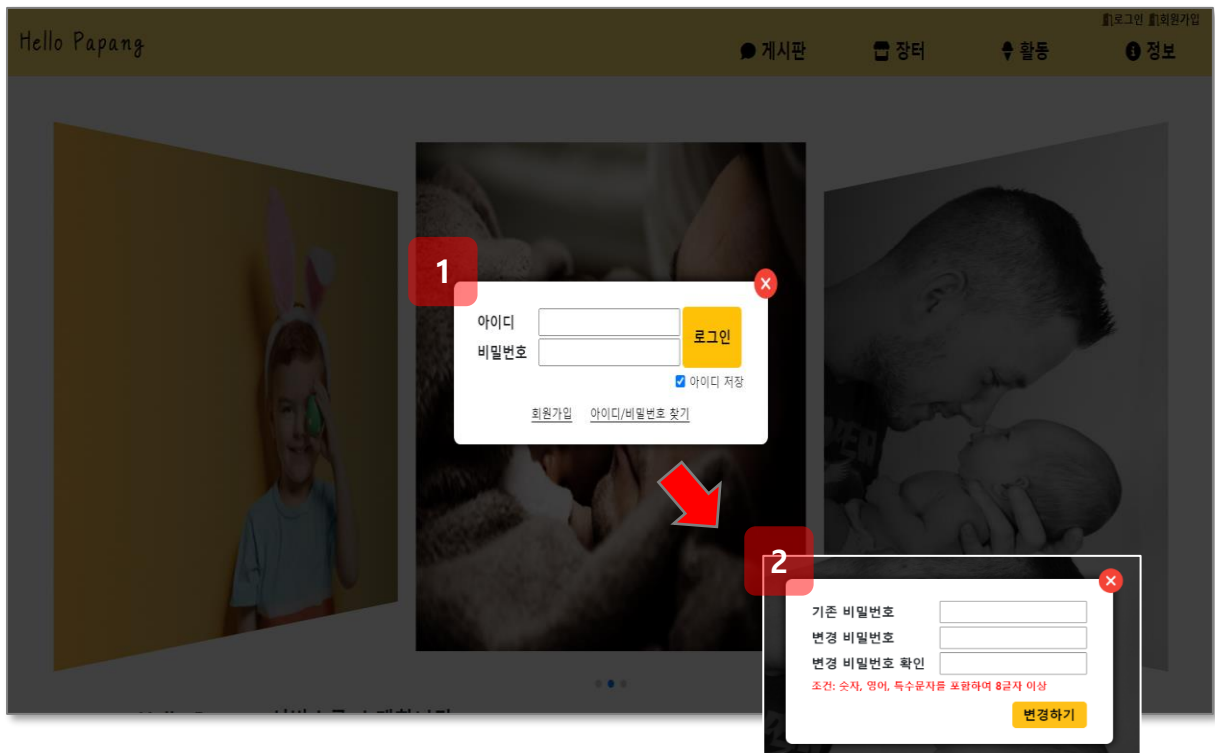 로그인 회원가입
Hello Papang
게시판 장터 활동 정보
1
아이디
로그인
비밀번호
아이디 저장
회원가입 아이디/비밀번호 찾기
2
기존 비밀번호
변경 비밀번호
변경 비밀번호 확인
조건: 숫자, 영어, 특수문자를 포함하여 8글자 이상
변경하기